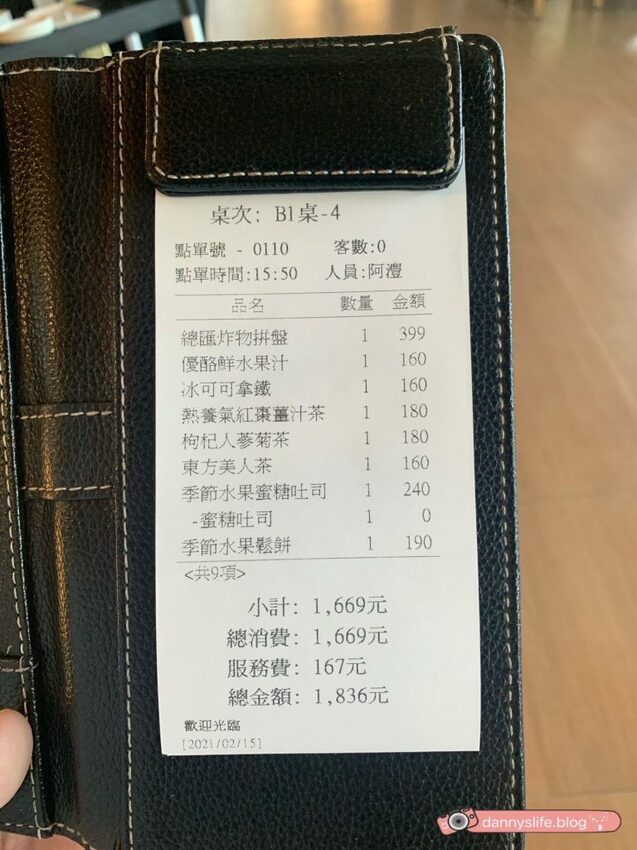 桌次: B1桌-4
點單號 - 0110 客數:0
點單時間:15:50 人員:阿灃
品名 數量 金額
總匯炸物拼盤 1 399
優酪鮮水果汁 1 160
冰可可拿鐵 1 160
熱養氣紅棗薑汁茶 1 180
枸杞人蔘菊茶 1 180
東方美人茶 1 160
季節水果蜜糖吐司 1 240
-蜜糖吐司 1 0
季節水果鬆餅 1 190
<共9項>
小計: 1,669元
總消費: 1,669元
服務費: 167元
總金額: 1,836元
歡迎光臨
[2021/02/15]
dannyslife.blog